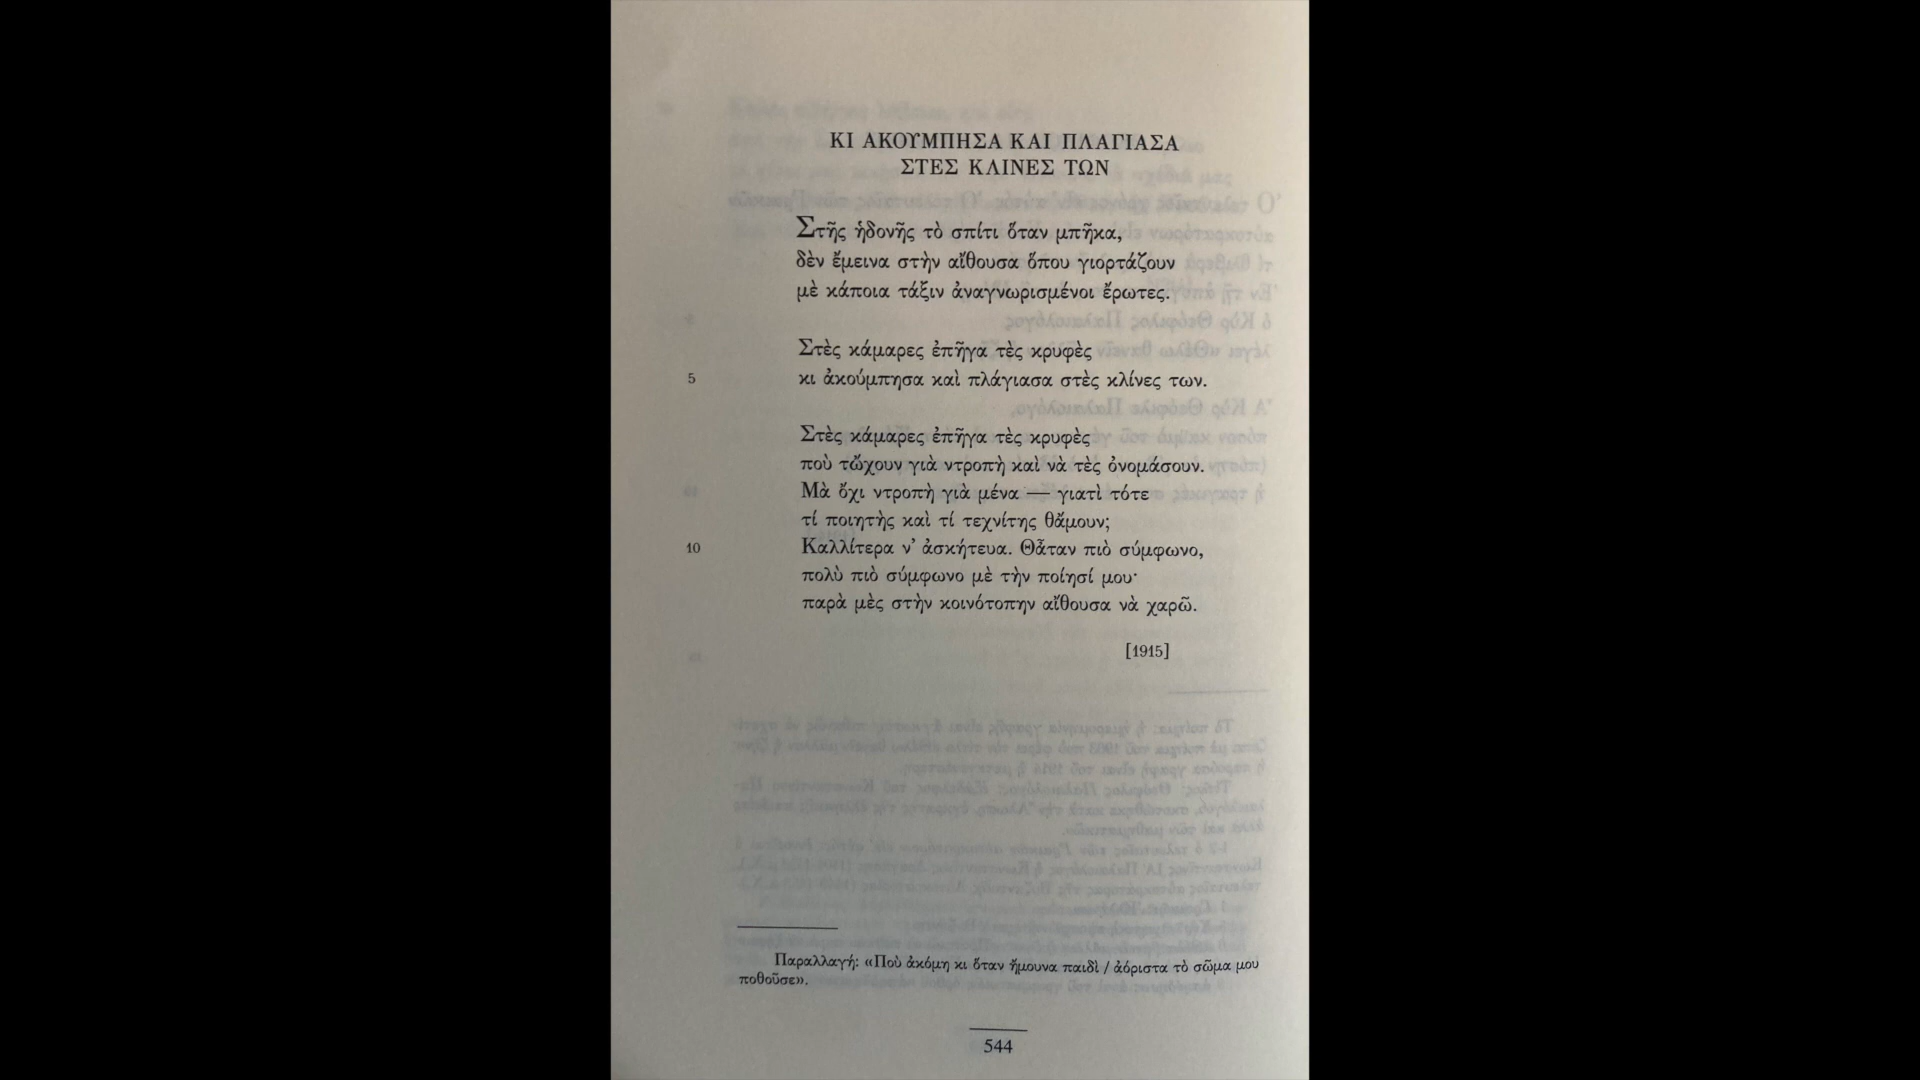 ΚΙ ΑΚΟΥΜΠΗΣΑ ΚΑΙ ΠΛΑΓΙΑΣΑ
ΣΤΕΣ ΚΛΙΝΕΣ ΤΩΝ
Στῆς ἡδονῆς τὸ σπίτι ὅταν μπῆκα,
δὲν ἔμεινα στὴν αἴθουσα ὅπου γιορτάζουν
μὲ κάποια τάξιν ἀναγνωρισμένοι ἔρωτες.
Στὲς κάμαρες ἐπῆγα τὲς κρυφὲς
5 κι ἀκούμπησα καὶ πλάγιασα στὲς κλίνες των.
Στὲς κάμαρες ἐπῆγα τὲς κρυφὲς
ποὺ τὤχουν γιὰ ντροπὴ καὶ νὰ τὲς ὀνομάσουν.
Μὰ ὄχι ντροπὴ γιὰ μένα — γιατὶ τότε
τί ποιητὴς καὶ τί τεχνίτης θἄμουν;
10 Καλλίτερα ν’ ἀσκήτευα. Θἆταν πιὸ σύμφωνο,
πολὺ πιὸ σύμφωνο μὲ τὴν ποίησί μου·
παρὰ μὲς στὴν κοινότοπην αἴθουσα νὰ χαρῶ.
[1915]
Παραλλαγή: «Ποὺ ἀκόμη κι ὅταν ἤμουνα παιδὶ / ἀόριστα τὸ σῶμα μου
ποθοῦσε».
544